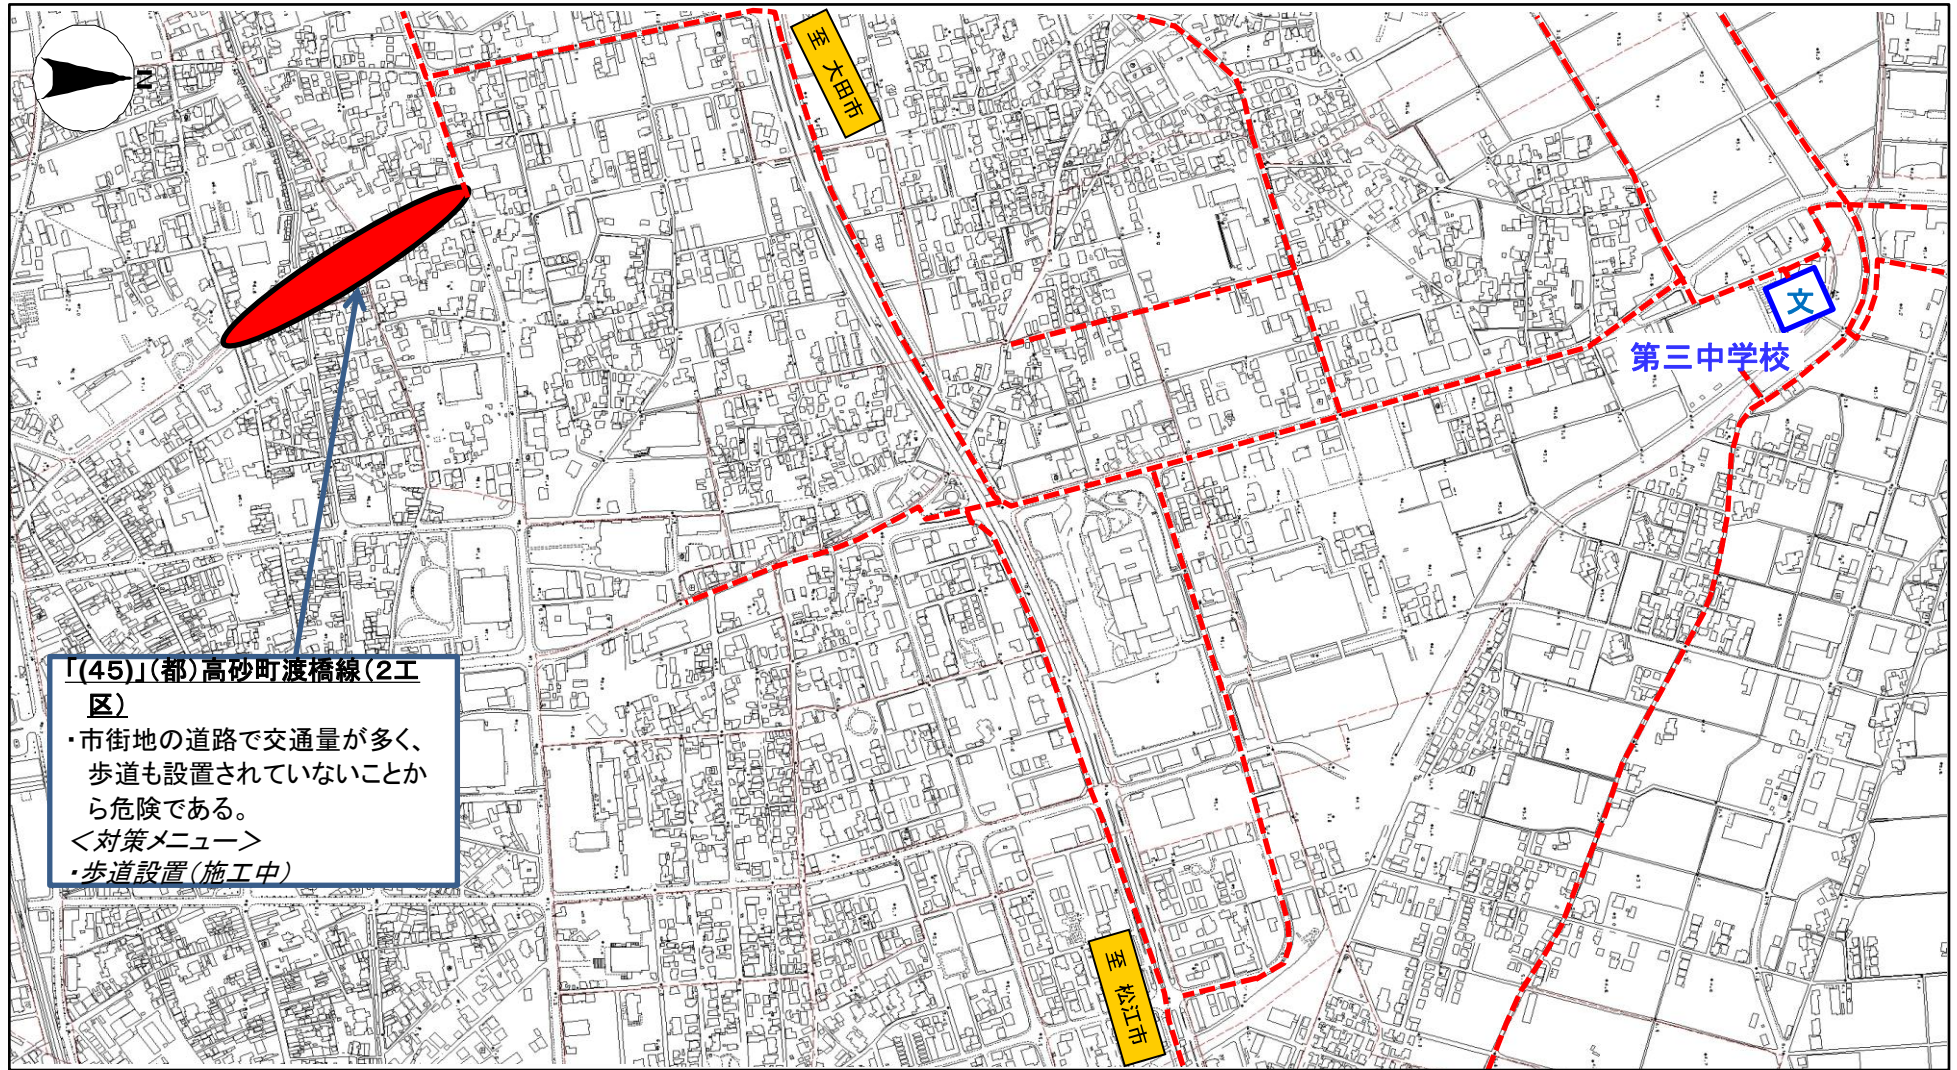 N
至 大田市
文
第三中学校
「(45)」(都)高砂町渡橋線(2工
区)
・市街地の道路で交通量が多く、
歩道も設置されていないことか
ら危険である。
＜対策メニュー＞
・歩道設置(施工中)
至 松江市